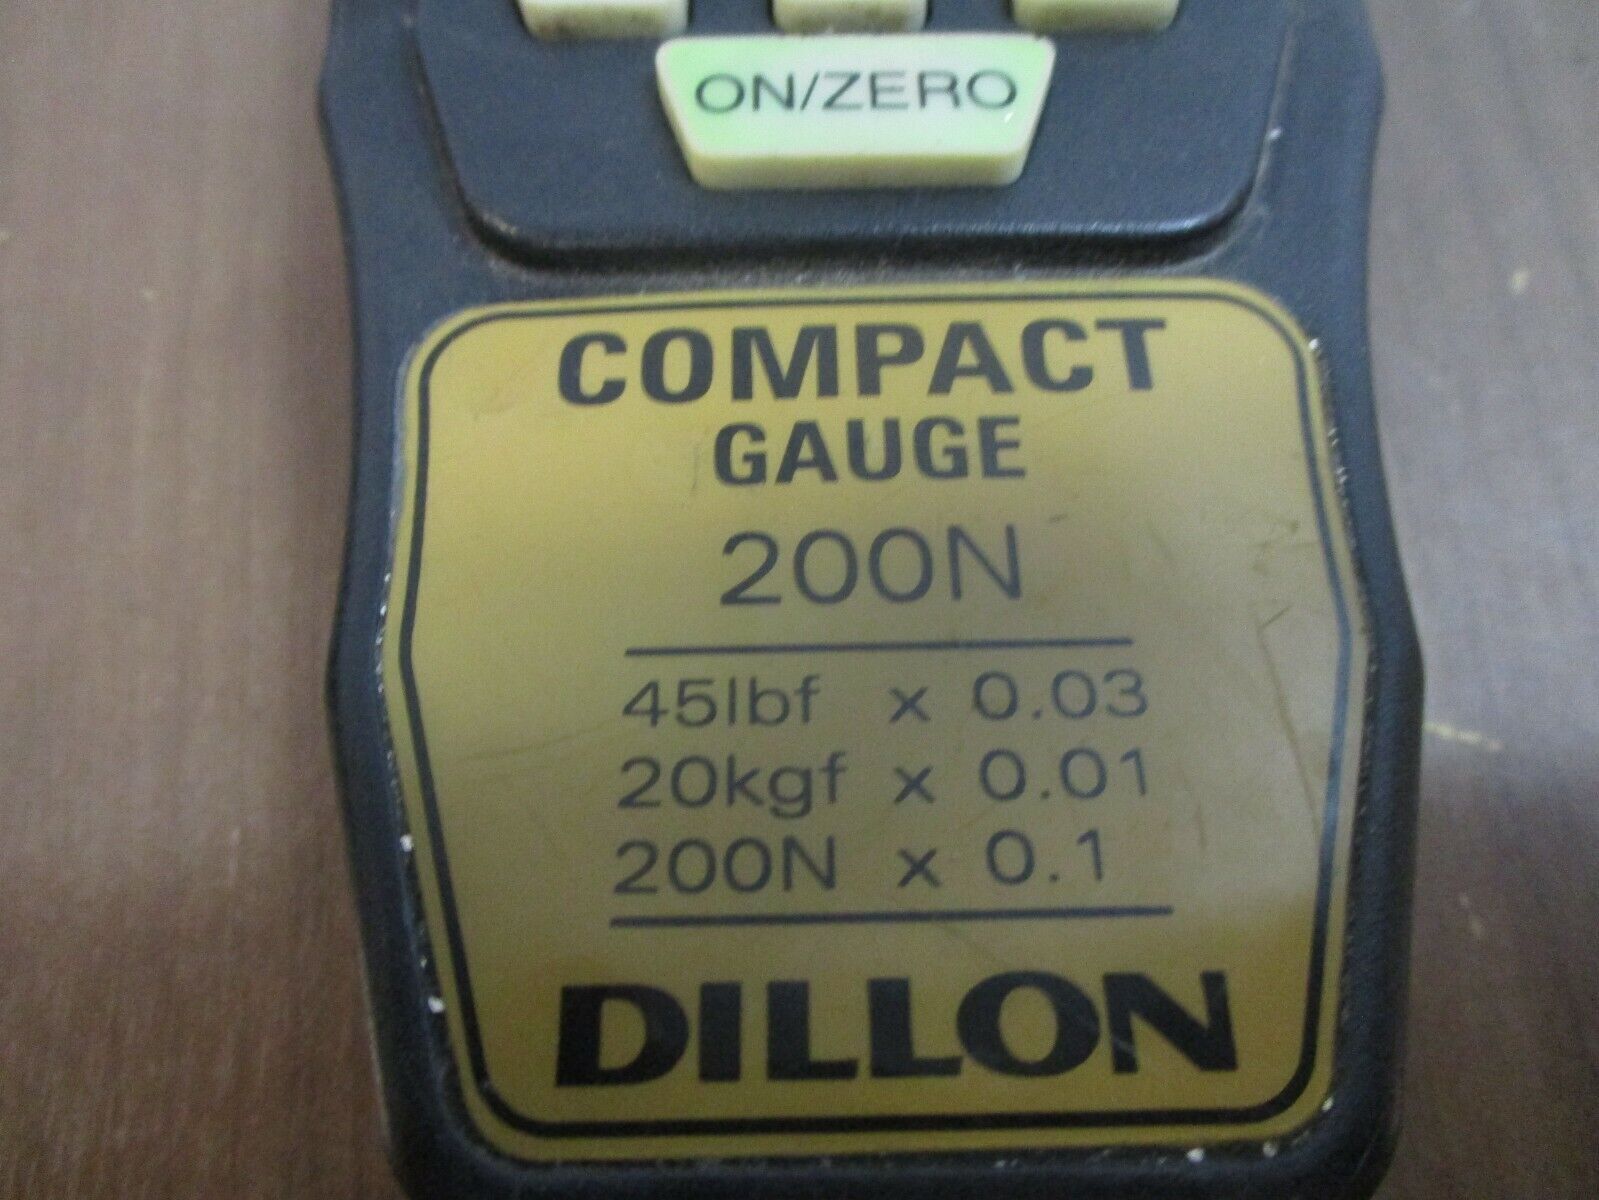 ON/ZERO
COMPACT
GAUGE
200N
45lbf x 0.03
20kgf x 0.01
200N x 0.1
DILLON